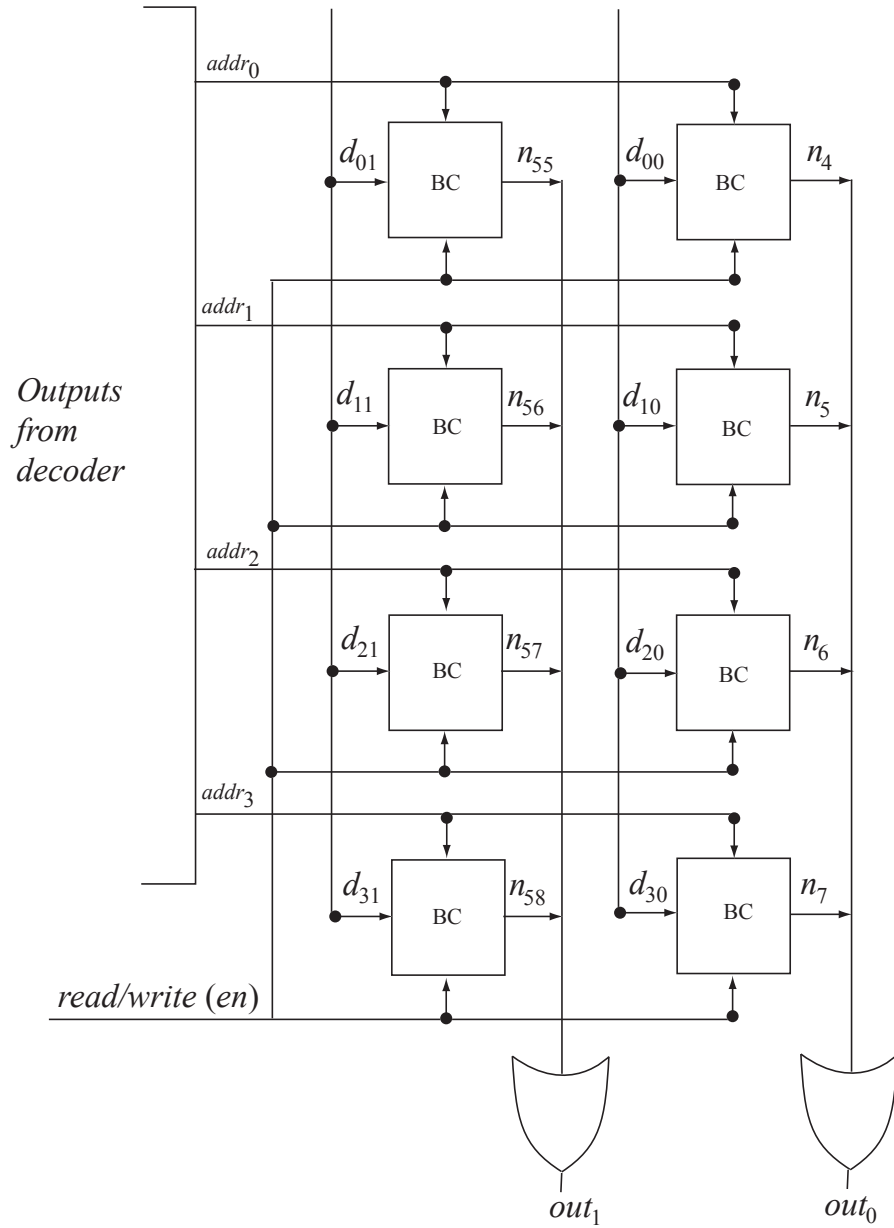 addr0
d01 BC n55 d00 BC n4
addr1
Outputs
from
decoder
d11 BC n56 d10 BC n5
addr2
d21 BC n57 d20 BC n6
addr3
d31 BC n58 d30 BC n7
read/write (en)
out1 out0